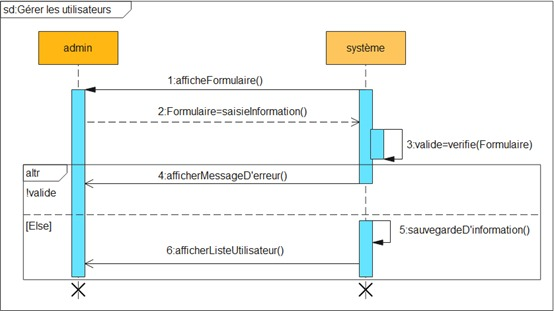 sd:Gérer les utilisateurs
admin
système
1:afficheFormulaire()
2:Formulaire=saisieInformation()
3:valide=verifie(Formulaire)
altr
4:afficherMessageD'erreur()
!valide
[Else]
5:sauvegardeD'information()
6:afficherListeUtilisateur()